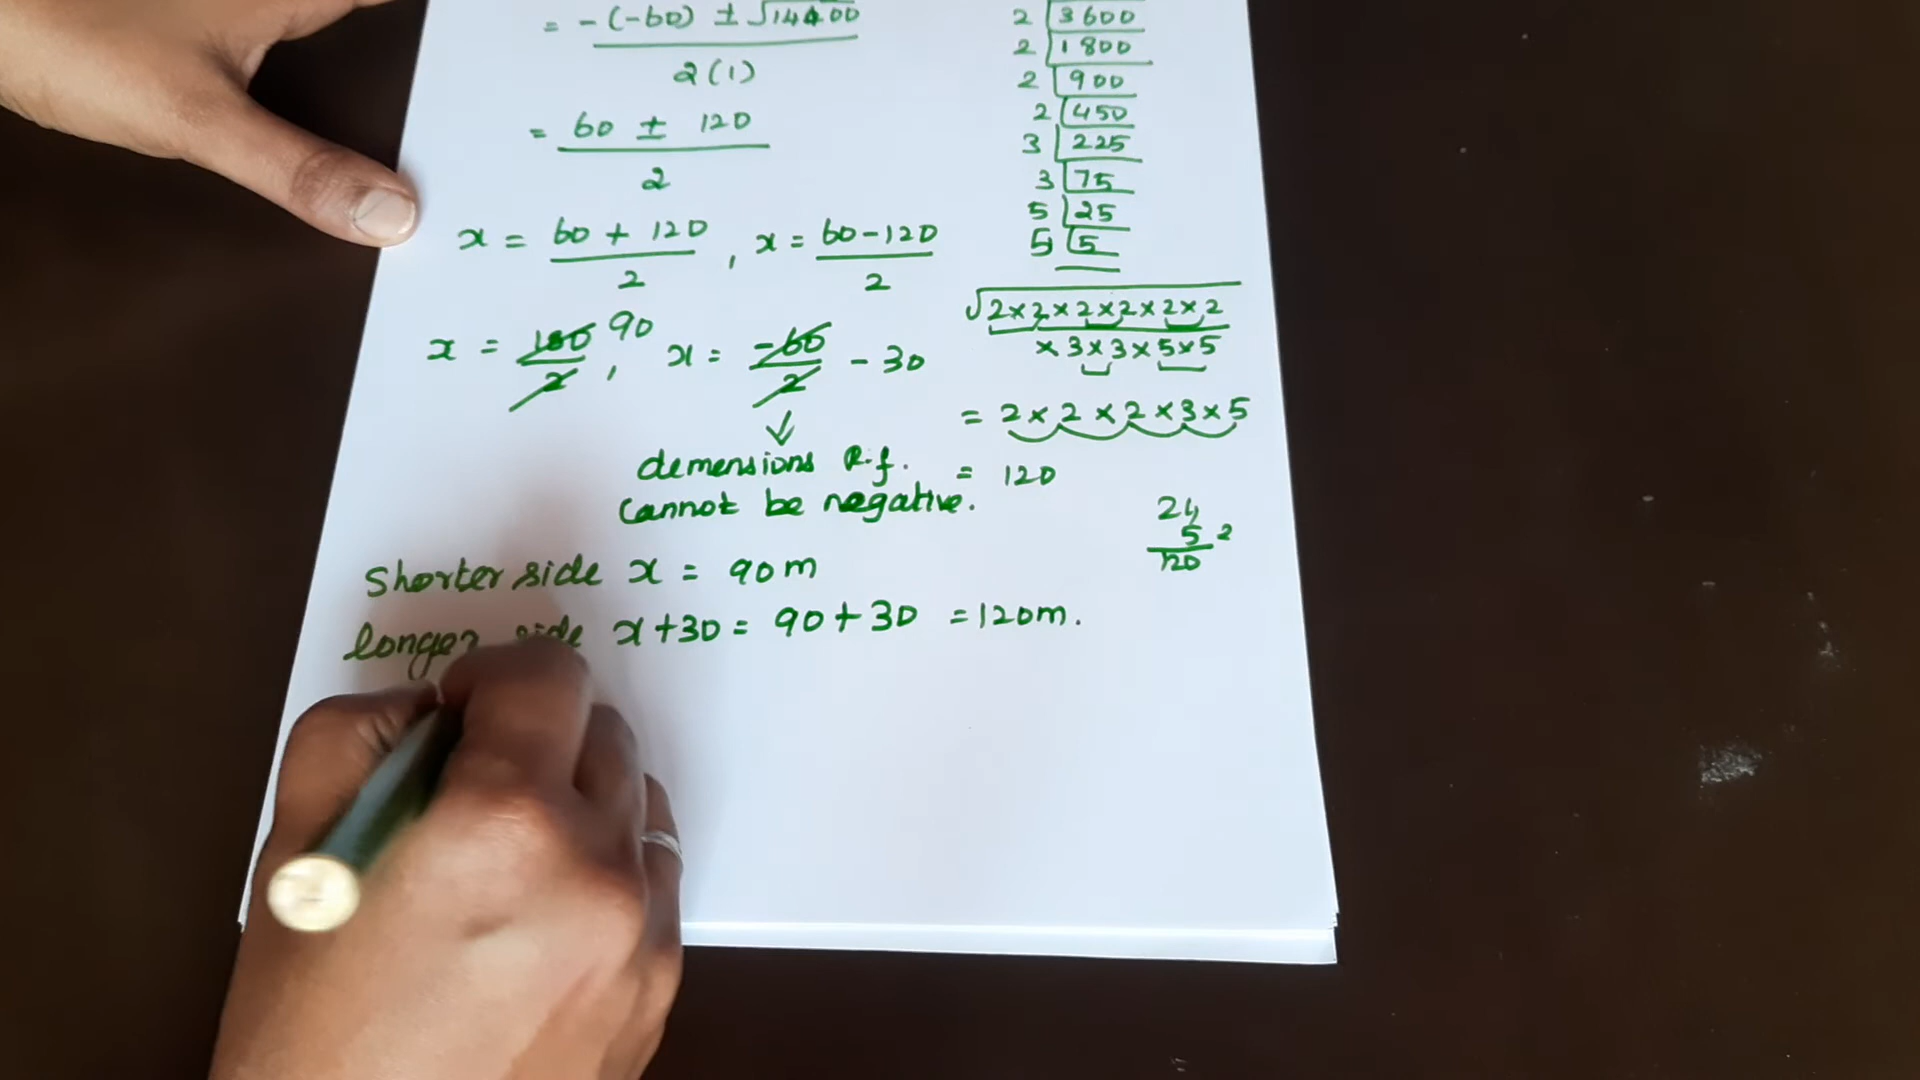 = -(-60) ± √14400
2(1)
= 60 ± 120
2
x = 60 + 120 , x = 60-120
2 2
x = 180 90 , x = -60 - 30
2 2
demensions R.f.
cannot be negative.
shorter side x = 90m
longer side x+30 = 90+30 = 120m.
2 3600
2 1800
2 900
2 450
3 225
3 75
5 25
5 5
√2×2×2×2×2×2
×3×3×5×5
= 2×2×2×3×5
= 120
24
5 2
120